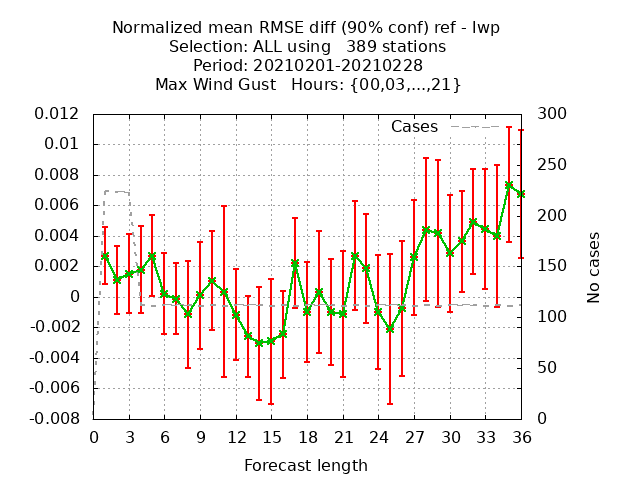 Normalized mean RMSE diff (90% conf) ref - lwp
Selection: ALL using   389 stations
Period: 20210201-20210228
Max Wind Gust   Hours: {00,03,...,21}
Cases
0.012
0.01
0.008
0.006
0.004
0.002
0
-0.002
-0.004
-0.006
-0.008
300
250
200
150
100
50
0
No cases
0 3 6 9 12 15 18 21 24 27 30 33 36
Forecast length